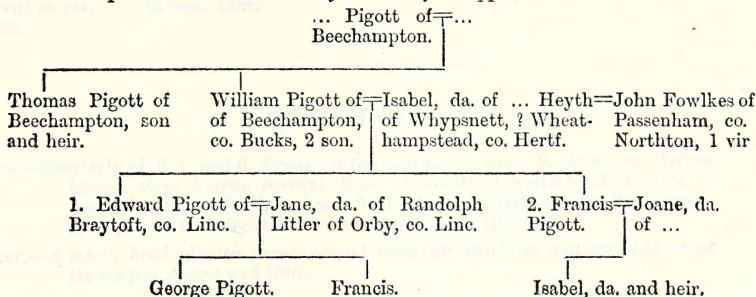 ... Pigott of=...
Beechampton.
Thomas Pigott of
Beechampton, son
and heir.
William Pigott of=Isabel, da. of ... Heyth=John Fowlkes of
of Beechampton, of Whypsnett, ? Wheat- Passenham, co.
co. Bucks, 2 son. hampstead, co. Hertf. Northton, 1 vir
1. Edward Pigott of=Jane, da. of Randolph
Braytoft, co. Linc. Litler of Orby, co. Linc.
2. Francis=Joane, da.
Pigott. of ...
George Pigott. Francis. Isabel, da. and heir.